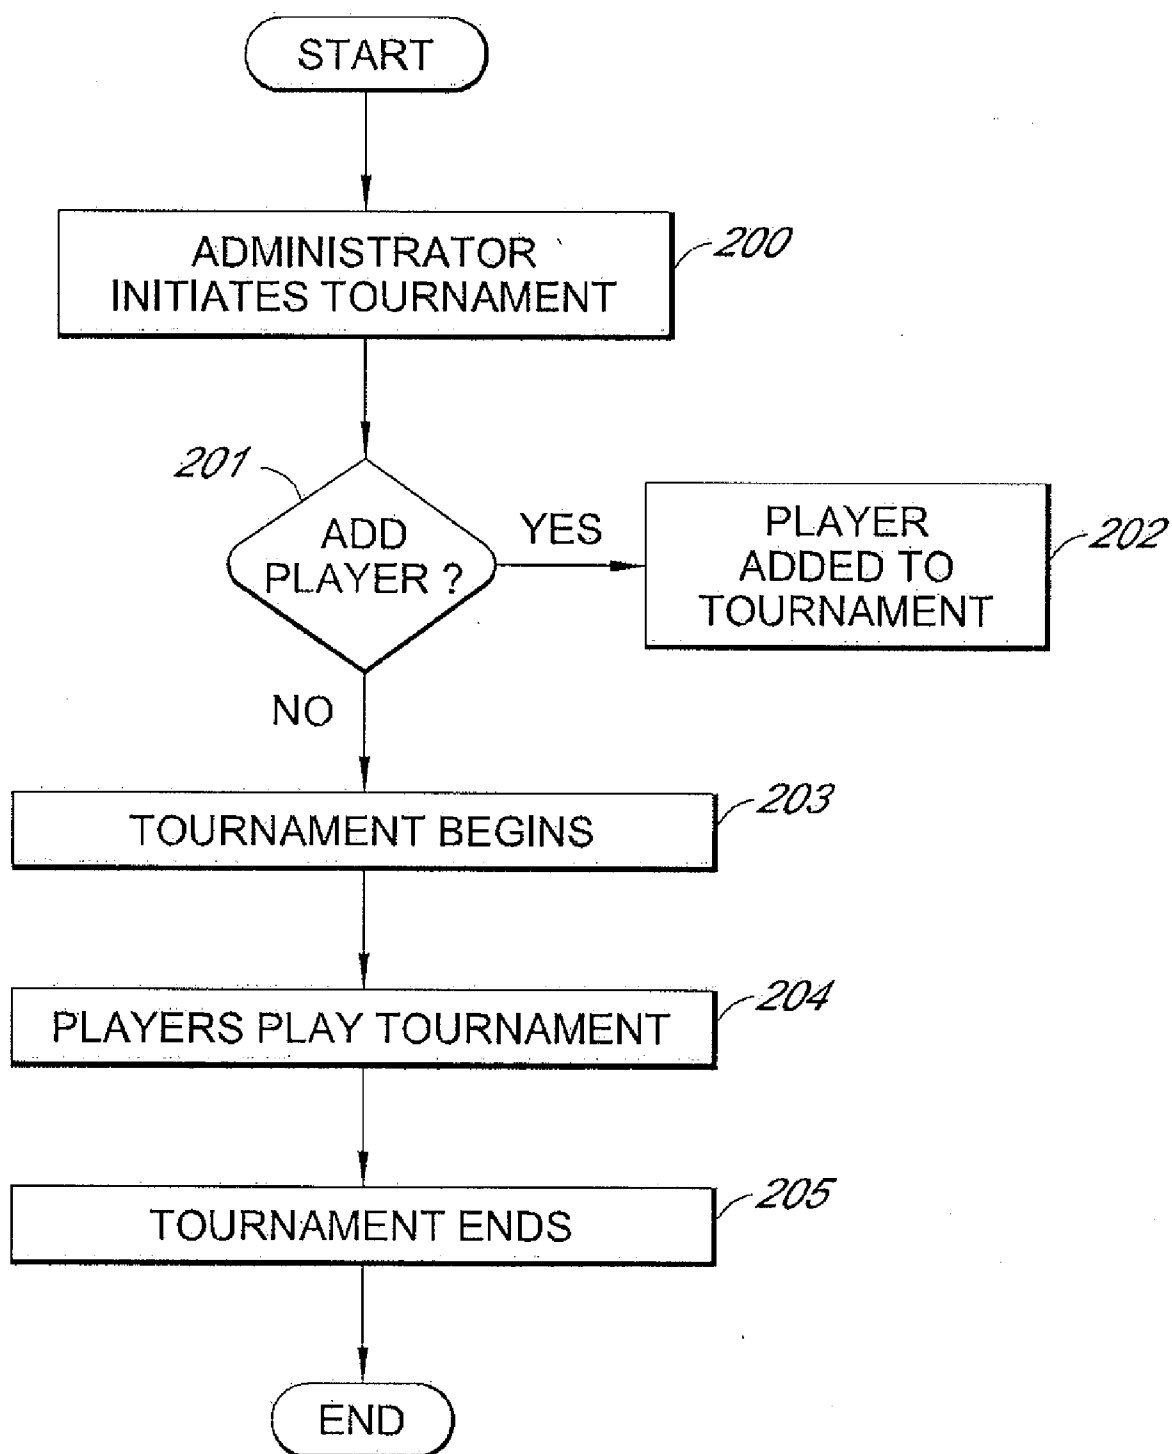 START
ADMINISTRATOR
INITIATES TOURNAMENT
200
201
ADD
PLAYER ?
YES
PLAYER
ADDED TO
TOURNAMENT
202
NO
TOURNAMENT BEGINS
203
PLAYERS PLAY TOURNAMENT
204
TOURNAMENT ENDS
205
END